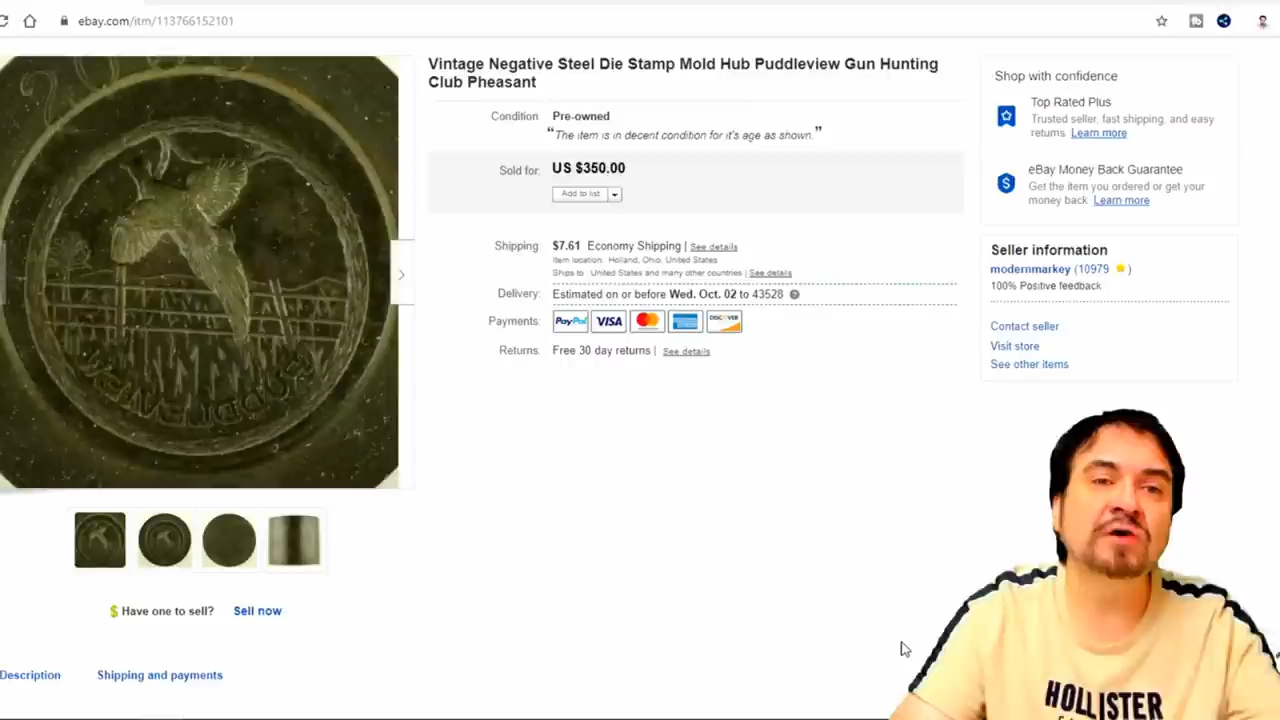 ebay.com/itm/113766152101
Vintage Negative Steel Die Stamp Mold Hub Puddleview Gun Hunting
Club Pheasant
Condition
Pre-owned
“The item is in decent condition for it's age as shown.”
Sold for:
US $350.00
Add to list
Shipping:
$7.61 Economy Shipping | See details
Item location: Holland, Ohio, United States
Ships to: United States and many other countries | See details
Delivery:
Estimated on or before Wed. Oct. 02 to 43528
Payments:
PayPal VISA mastercard DISCOVER
Returns:
Free 30 day returns | See details
Shop with confidence
Top Rated Plus
Trusted seller, fast shipping, and easy
returns. Learn more
eBay Money Back Guarantee
Get the item you ordered or get your
money back. Learn more
Seller information
modernmarkey (10979 )
100% Positive feedback
Contact seller
Visit store
See other items
$ Have one to sell? Sell now
Description
Shipping and payments
HOLLISTER